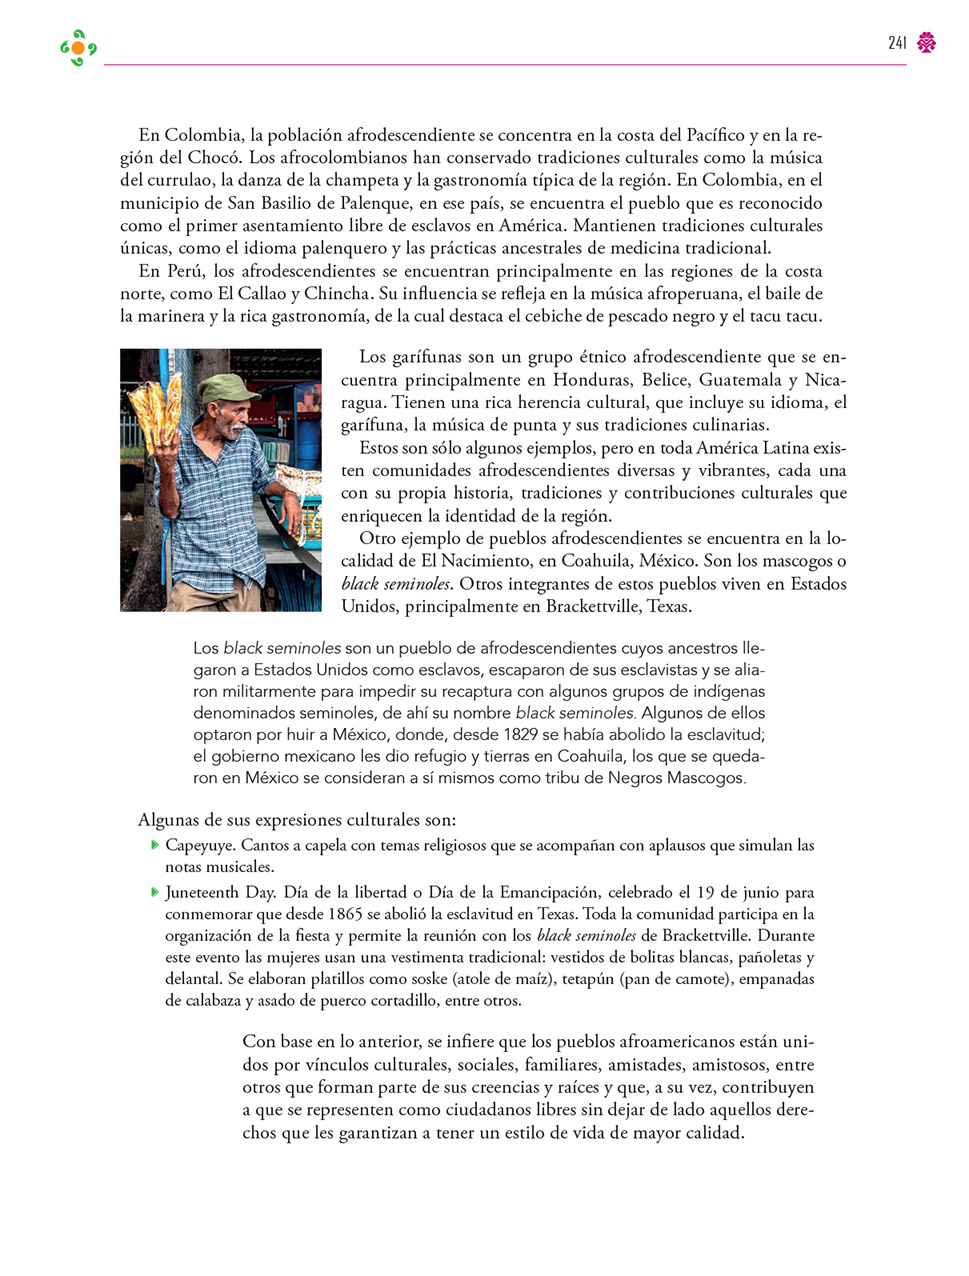 241
En Colombia, la población afrodescendiente se concentra en la costa del Pacífico y en la re-
gión del Chocó. Los afrocolombianos han conservado tradiciones culturales como la música
del currulao, la danza de la champeta y la gastronomía típica de la región. En Colombia, en el
municipio de San Basilio de Palenque, en ese país, se encuentra el pueblo que es reconocido
como el primer asentamiento libre de esclavos en América. Mantienen tradiciones culturales
únicas, como el idioma palenquero y las prácticas ancestrales de medicina tradicional.
En Perú, los afrodescendientes se encuentran principalmente en las regiones de la costa
norte, como El Callao y Chincha. Su influencia se refleja en la música afroperuana, el baile de
la marinera y la rica gastronomía, de la cual destaca el cebiche de pescado negro y el tacu tacu.
Los garífunas son un grupo étnico afrodescendiente que se en-
cuentra principalmente en Honduras, Belice, Guatemala y Nica-
ragua. Tienen una rica herencia cultural, que incluye su idioma, el
garífuna, la música de punta y sus tradiciones culinarias.
Estos son sólo algunos ejemplos, pero en toda América Latina exis-
ten comunidades afrodescendientes diversas y vibrantes, cada una
con su propia historia, tradiciones y contribuciones culturales que
enriquecen la identidad de la región.
Otro ejemplo de pueblos afrodescendientes se encuentra en la lo-
calidad de El Nacimiento, en Coahuila, México. Son los mascogos o
black seminoles. Otros integrantes de estos pueblos viven en Estados
Unidos, principalmente en Brackettville, Texas.
Los black seminoles son un pueblo de afrodescendientes cuyos ancestros lle-
garon a Estados Unidos como esclavos, escaparon de sus esclavistas y se alia-
ron militarmente para impedir su recaptura con algunos grupos de indígenas
denominados seminoles, de ahí su nombre black seminoles. Algunos de ellos
optaron por huir a México, donde, desde 1829 se había abolido la esclavitud;
el gobierno mexicano les dio refugio y tierras en Coahuila, los que se queda-
ron en México se consideran a sí mismos como tribu de Negros Mascogos.
Algunas de sus expresiones culturales son:
Capeyuye. Cantos a capela con temas religiosos que se acompañan con aplausos que simulan las
notas musicales.
Juneteenth Day. Día de la libertad o Día de la Emancipación, celebrado el 19 de junio para
conmemorar que desde 1865 se abolió la esclavitud en Texas. Toda la comunidad participa en la
organización de la fiesta y permite la reunión con los black seminoles de Brackettville. Durante
este evento las mujeres usan una vestimenta tradicional: vestidos de bolitas blancas, pañoletas y
delantal. Se elaboran platillos como soske (atole de maíz), tetapún (pan de camote), empanadas
de calabaza y asado de puerco cortadillo, entre otros.
Con base en lo anterior, se infiere que los pueblos afroamericanos están uni-
dos por vínculos culturales, sociales, familiares, amistades, amistosos, entre
otros que forman parte de sus creencias y raíces y que, a su vez, contribuyen
a que se representen como ciudadanos libres sin dejar de lado aquellos dere-
chos que les garantizan a tener un estilo de vida de mayor calidad.